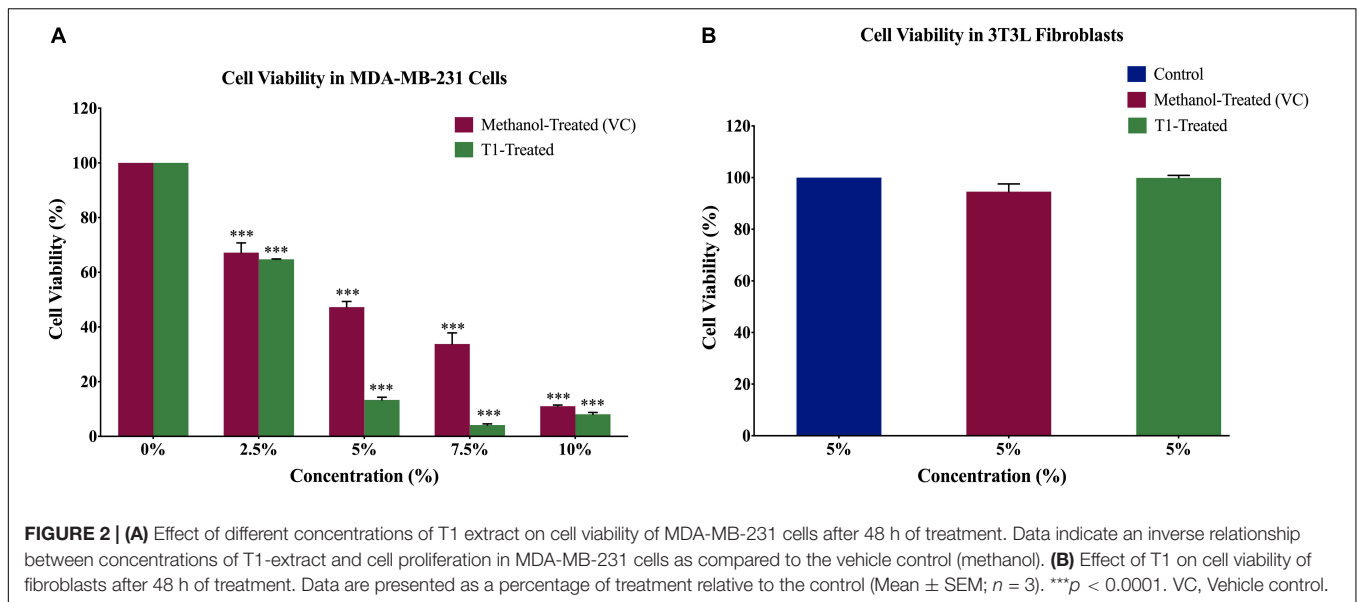 A
Cell Viability in MDA-MB-231 Cells
Methanol-Treated (VC)
T1-Treated
Cell Viability (%)
120
100
80
60
40
20
0
***
***
***
***
***
***
***
***
0%
2.5%
5%
7.5%
10%
Concentration (%)
B
Cell Viability in 3T3L Fibroblasts
Control
Methanol-Treated (VC)
T1-Treated
Cell Viability (%)
120
100
80
60
40
20
0
5%
5%
5%
Concentration (%)
FIGURE 2 | (A) Effect of different concentrations of T1 extract on cell viability of MDA-MB-231 cells after 48 h of treatment. Data indicate an inverse relationship
between concentrations of T1-extract and cell proliferation in MDA-MB-231 cells as compared to the vehicle control (methanol). (B) Effect of T1 on cell viability of
fibroblasts after 48 h of treatment. Data are presented as a percentage of treatment relative to the control (Mean ± SEM; n = 3). ***p < 0.0001. VC, Vehicle control.